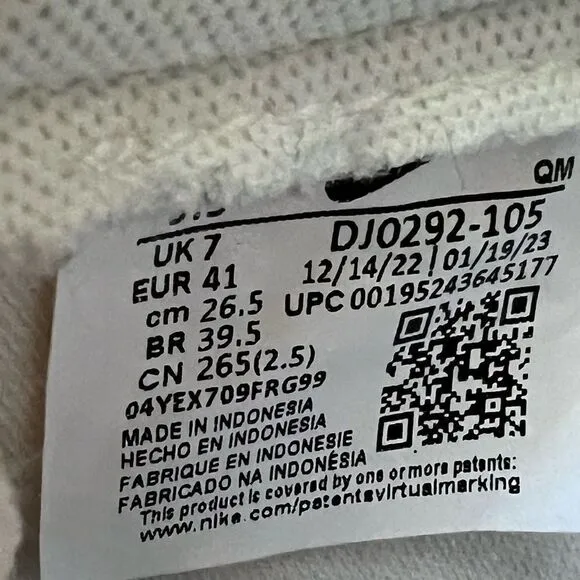 QM
UK 7
DJ0292-105
EUR 41
12/14/22 | 01/19/23
cm 26.5
UPC 00195243645177
BR 39.5
CN 265(2.5)
04YEX709FRG99
MADE IN INDONESIA
HECHO EN INDONESIA
FABRIQUE EN INDONESIE
FABRICADO NA INDONÉSIA
This product is covered by one or more patents:
www.nike.com/patentsvirtualmarking